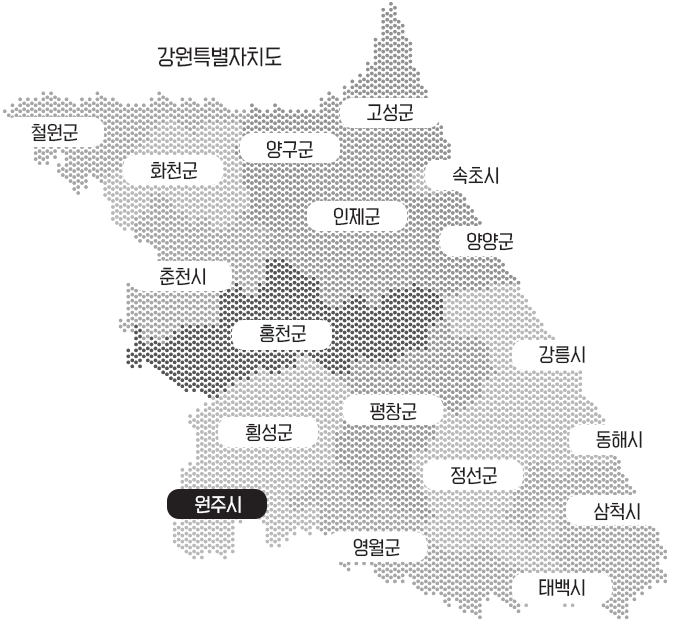 강원특별자치도
고성군
철원군
양구군
화천군
속초시
인제군
양양군
춘천시
홍천군
강릉시
평창군
횡성군
동해시
정선군
원주시
삼척시
영월군
태백시